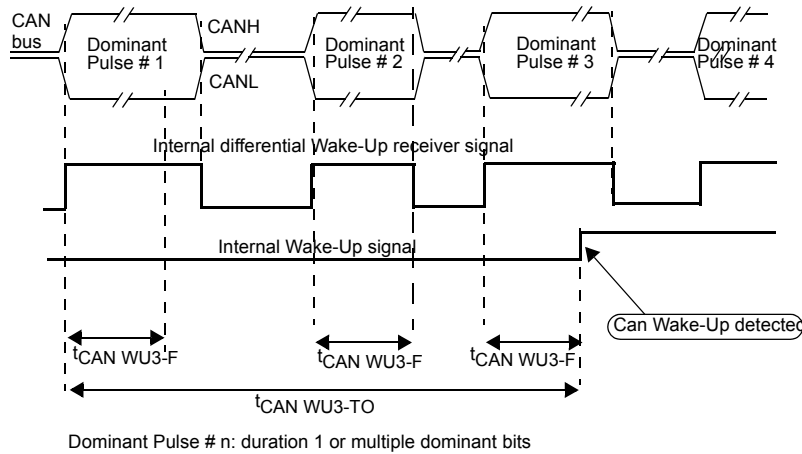 CAN
bus
CANH
CANL
Dominant
Pulse # 1
Dominant
Pulse # 2
Dominant
Pulse # 3
Dominant
Pulse # 4
Internal differential Wake-Up receiver signal
Internal Wake-Up signal
Can Wake-Up detected
tCAN WU3-F
tCAN WU3-F
tCAN WU3-F
tCAN WU3-TO
Dominant Pulse # n: duration 1 or multiple dominant bits